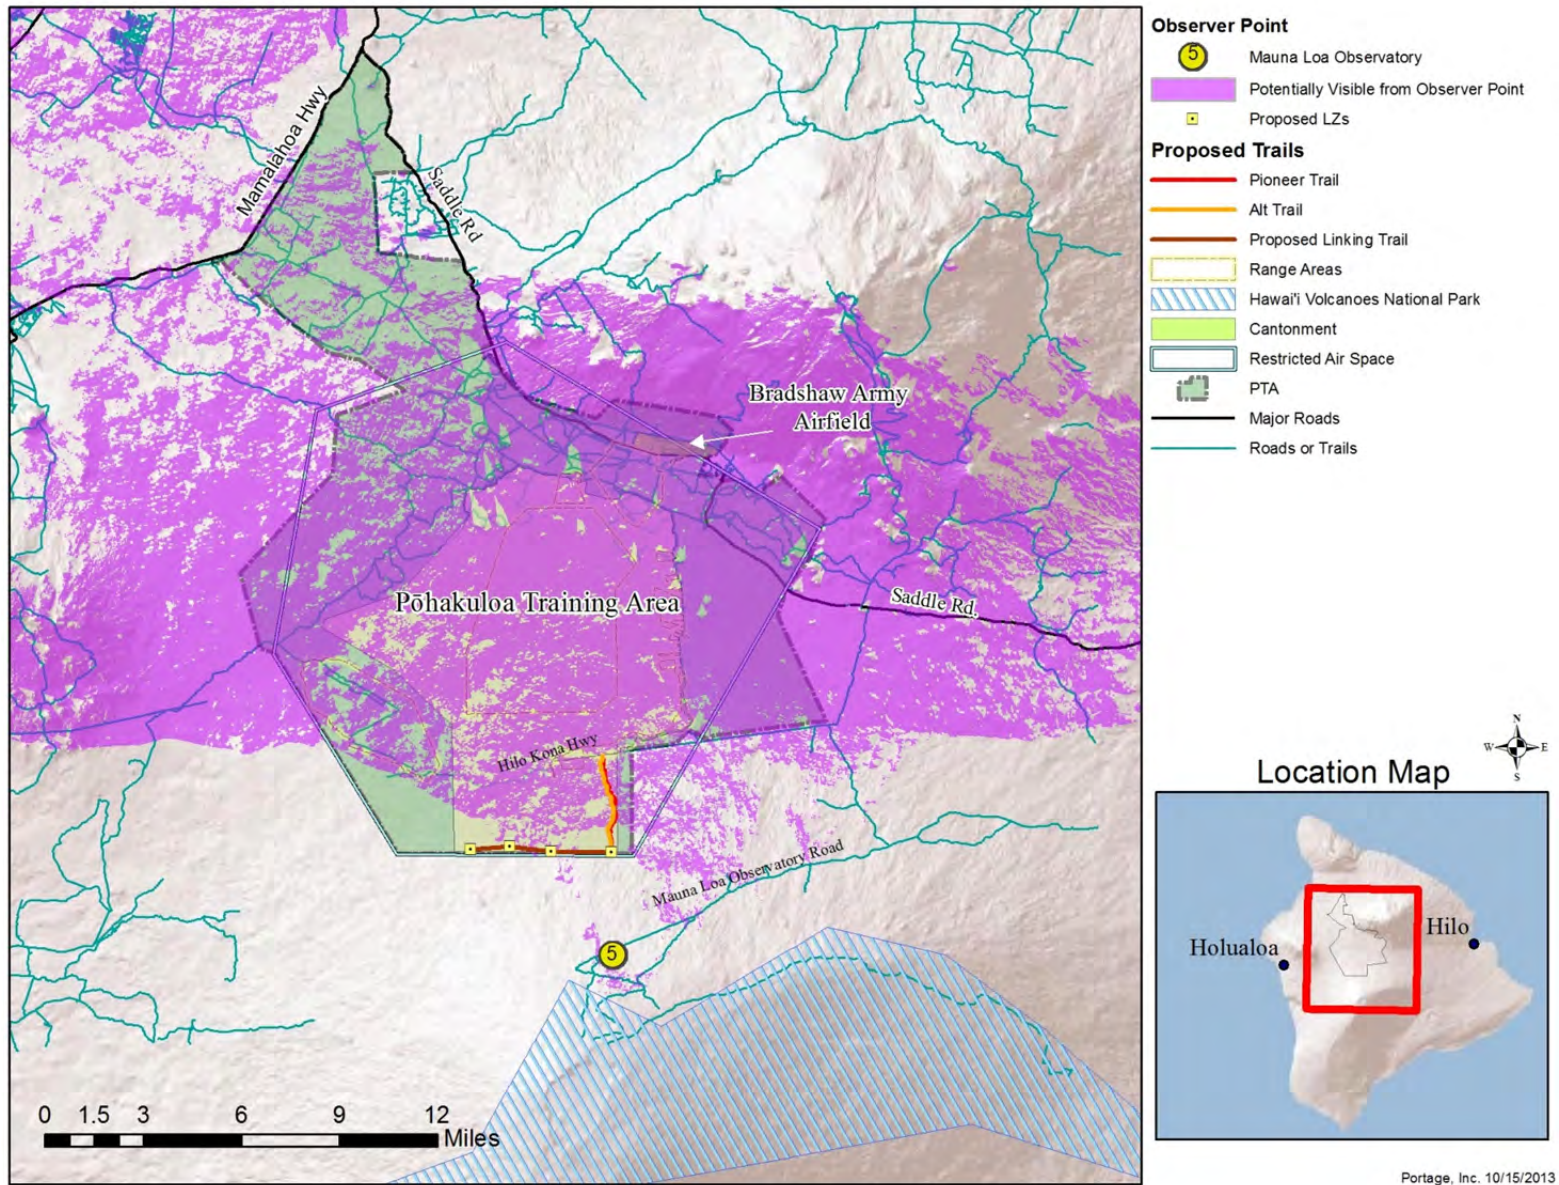 Mamalahoa Hwy
Saddle Rd
Bradshaw Army
Airfield
Pōhakuloa Training Area
Saddle Rd.
Hilo Kona Hwy
Mauna Loa Observatory Road
5
0 1.5 3 6 9 12
Miles
Observer Point
5 Mauna Loa Observatory
Potentially Visible from Observer Point
Proposed LZs
Proposed Trails
Pioneer Trail
Alt Trail
Proposed Linking Trail
Range Areas
Hawai'i Volcanoes National Park
Cantonment
Restricted Air Space
PTA
Major Roads
Roads or Trails
N
W E
S
Location Map
Hilo
Holualoa
Portage, Inc. 10/15/2013